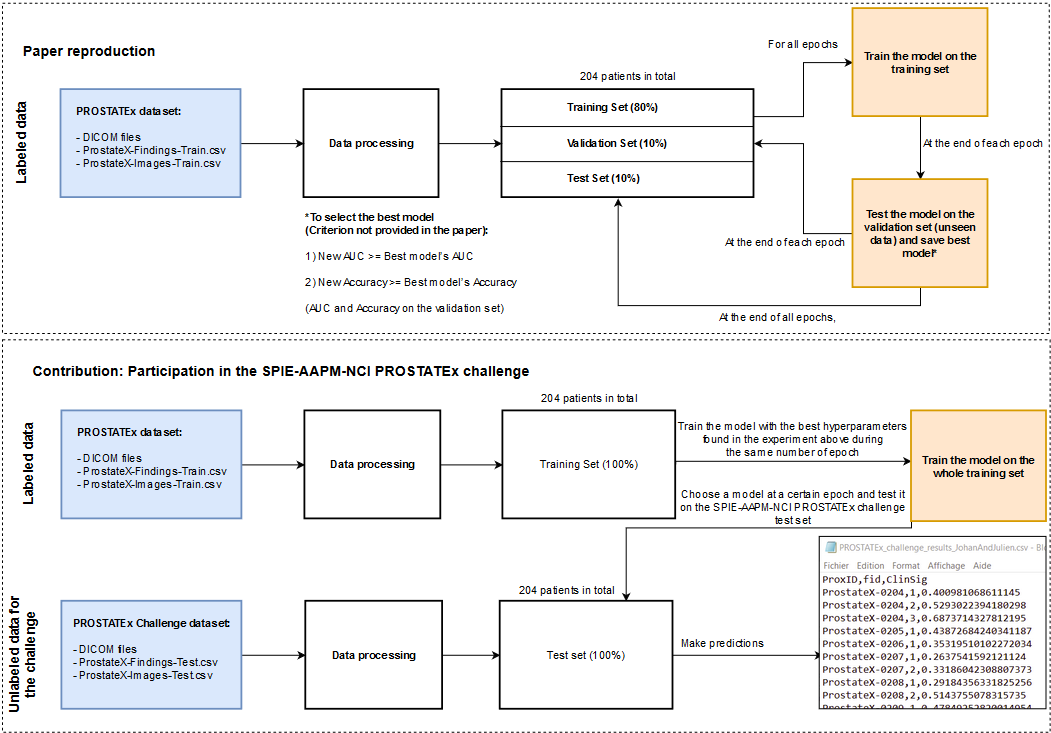 Paper reproduction
Labeled data
PROSTATEx dataset:
- DICOM files
- ProstateX-Findings-Train.csv
- ProstateX-Images-Train.csv
Data processing
204 patients in total
Training Set (80%)
Validation Set (10%)
Test Set (10%)
For all epochs
Train the model on the
training set
At the end of each epoch
Test the model on the
validation set (unseen
data) and save best
model*
At the end of each epoch
At the end of all epochs,
*To select the best model
(Criterion not provided in the paper):
1) New AUC >= Best model's AUC
2) New Accuracy>= Best model's Accuracy
(AUC and Accuracy on the validation set)
Contribution: Participation in the SPIE-AAPM-NCI PROSTATEx challenge
Labeled data
PROSTATEx dataset:
- DICOM files
- ProstateX-Findings-Train.csv
- ProstateX-Images-Train.csv
Data processing
204 patients in total
Training Set (100%)
Train the model with the best hyperparameters
found in the experiment above during
the same number of epoch
Train the model on the
whole training set
Choose a model at a certain epoch and test it
on the SPIE-AAPM-NCI PROSTATEx challenge
test set
Unlabeled data for
the challenge
PROSTATEx Challenge dataset:
- DICOM files
- ProstateX-Findings-Test.csv
- ProstateX-Images-Test.csv
Data processing
204 patients in total
Test set (100%)
Make predictions
PROSTATEx_challenge_results_JohanAndJulien.csv - Bl
Fichier Edition Format Affichage Aide
ProxID,fid,ClinSig
ProstateX-0204,1,0.400981068611145
ProstateX-0204,2,0.5293022394180298
ProstateX-0204,3,0.6873714327812195
ProstateX-0205,1,0.43872684240341187
ProstateX-0206,1,0.35319510102272034
ProstateX-0207,1,0.2637541592121124
ProstateX-0207,2,0.33186042308807373
ProstateX-0208,1,0.29184356331825256
ProstateX-0208,2,0.5143755078315735
ProstateX-0209,1,0.47849252820014954